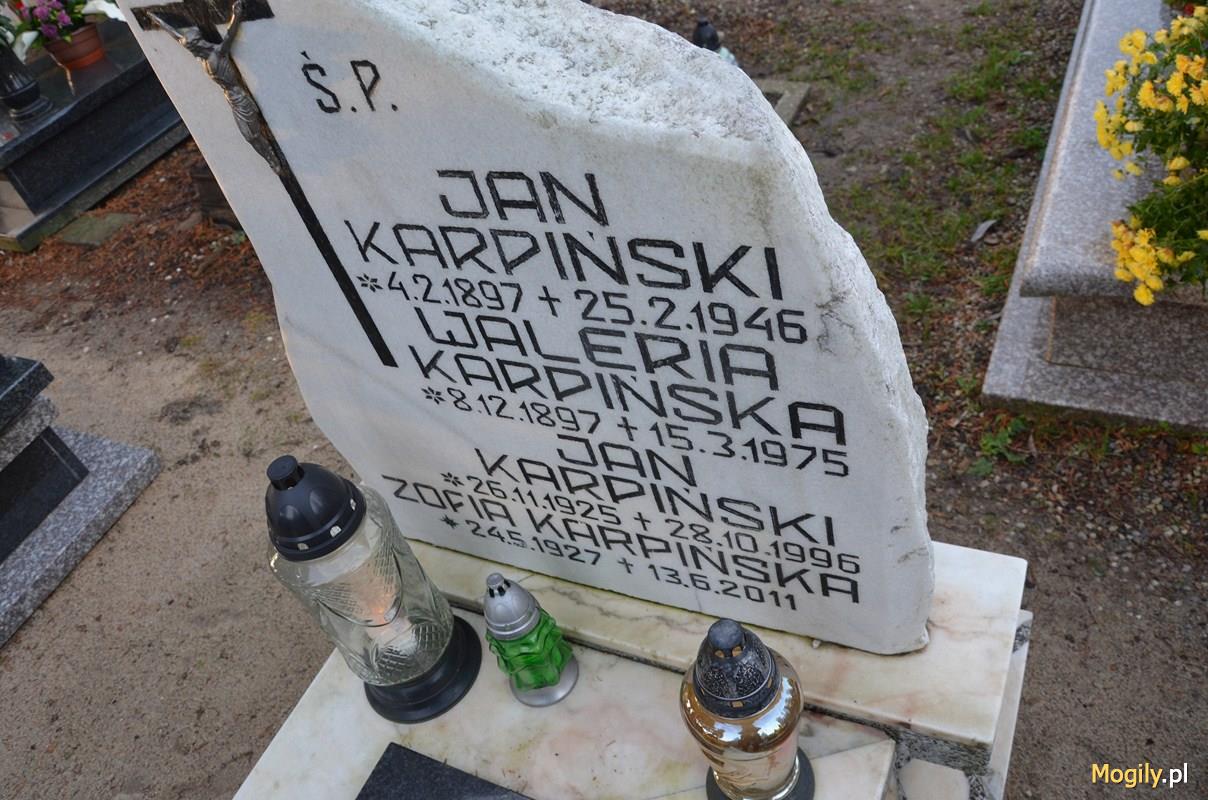 Ś.P.
JAN
KARPIŃSKI
*4.2.1897 + 25.2.1946
WALERIA
KARPIŃSKA
*8.12.1897 + 15.3.1975
JAN
KARPIŃSKI
*26.11.1925 + 28.10.1996
ZOFIA KARPIŃSKA
*24.5.1927 + 13.6.2011
Mogily.pl